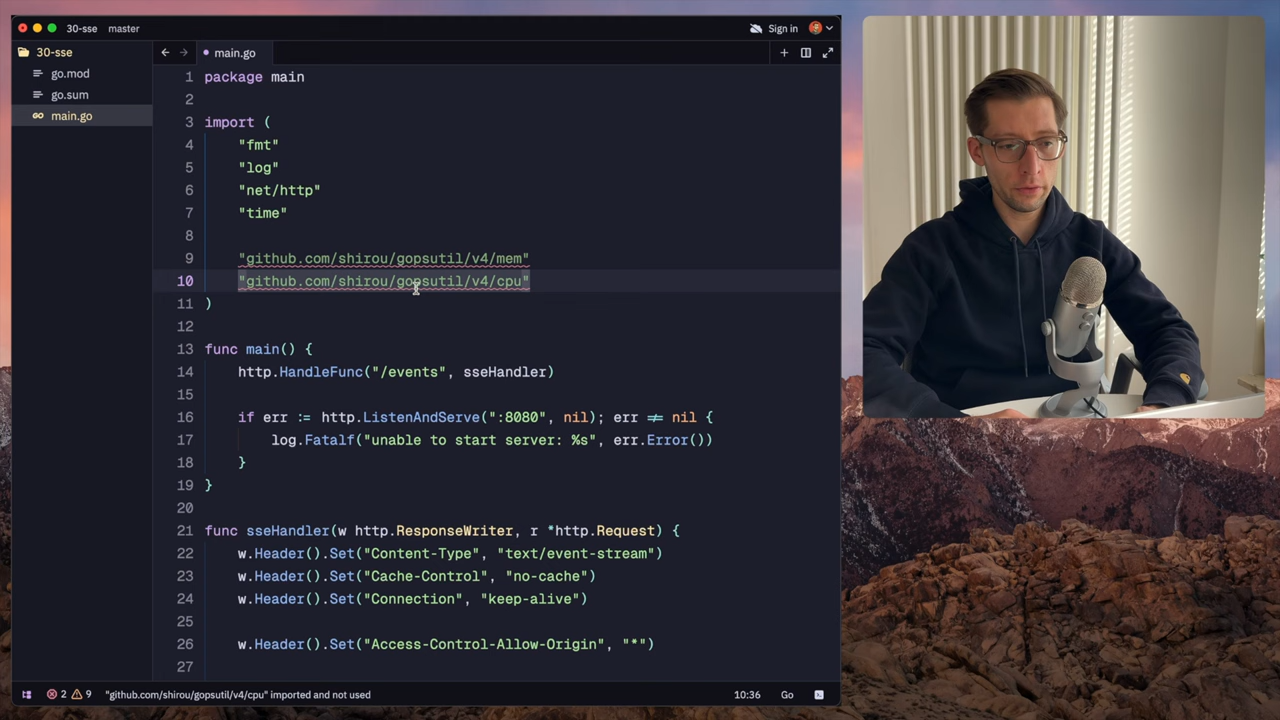 30-sse master
Sign in
30-sse
go.mod
go.sum
main.go
main.go
1 package main
2
3 import (
4 "fmt"
5 "log"
6 "net/http"
7 "time"
8
9 "github.com/shirou/gopsutil/v4/mem"
10 "github.com/shirou/gopsutil/v4/cpu"
11 )
12
13 func main() {
14 http.HandleFunc("/events", sseHandler)
15
16 if err := http.ListenAndServe(":8080", nil); err ≠ nil {
17 log.Fatalf("unable to start server: %s", err.Error())
18 }
19 }
20
21 func sseHandler(w http.ResponseWriter, r *http.Request) {
22 w.Header().Set("Content-Type", "text/event-stream")
23 w.Header().Set("Cache-Control", "no-cache")
24 w.Header().Set("Connection", "keep-alive")
25
26 w.Header().Set("Access-Control-Allow-Origin", "*")
27
2 9 "github.com/shirou/gopsutil/v4/cpu" imported and not used 10:36 Go